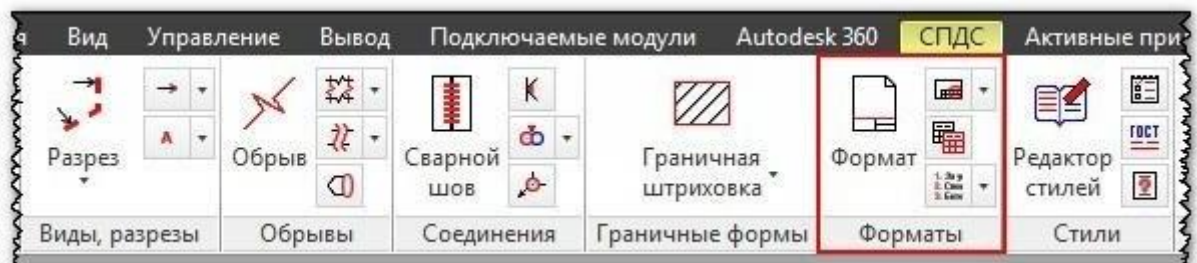 я Вид Управление Вывод Подключаемые модули Autodesk 360 СПДС Активные при
А
Разрез
Обрыв
Сварной
шов
Граничная
штриховка
Формат
Редактор
стилей
ГОСТ
Виды, разрезы Обрывы Соединения Граничные формы Форматы Стили